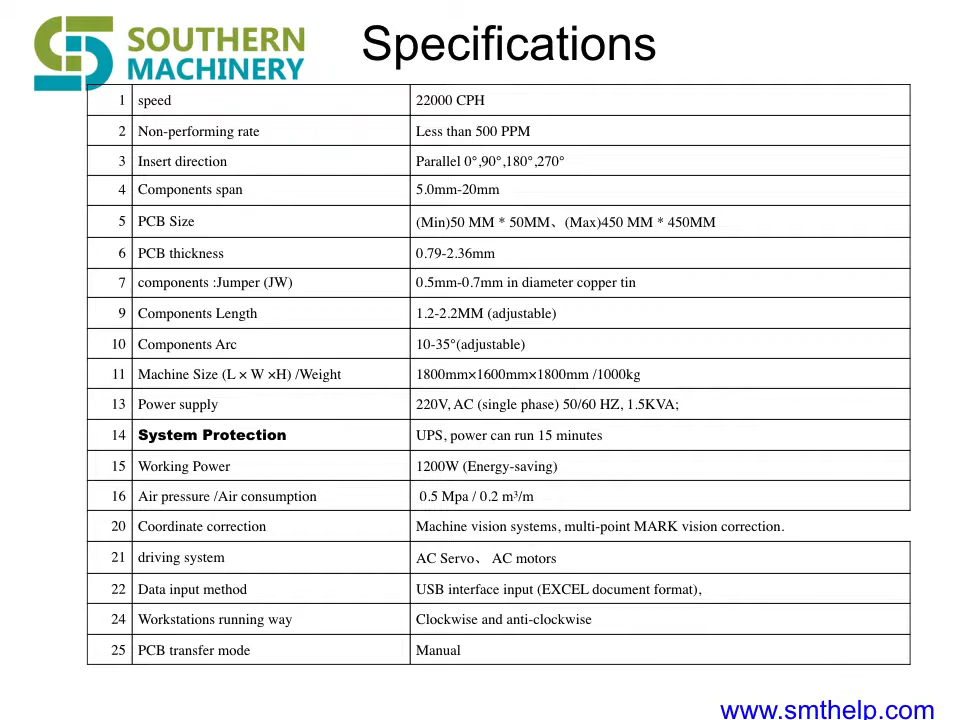 SOUTHERN
MACHINERY
Specifications
1 speed 22000 CPH
2 Non-performing rate Less than 500 PPM
3 Insert direction Parallel 0°,90°,180°,270°
4 Components span 5.0mm-20mm
5 PCB Size (Min)50 MM * 50MM、(Max)450 MM * 450MM
6 PCB thickness 0.79-2.36mm
7 components :Jumper (JW) 0.5mm-0.7mm in diameter copper tin
9 Components Length 1.2-2.2MM (adjustable)
10 Components Arc 10-35°(adjustable)
11 Machine Size (L × W ×H) /Weight 1800mm×1600mm×1800mm /1000kg
13 Power supply 220V, AC (single phase) 50/60 HZ, 1.5KVA;
14 System Protection UPS, power can run 15 minutes
15 Working Power 1200W (Energy-saving)
16 Air pressure /Air consumption 0.5 Mpa / 0.2 m³/m
20 Coordinate correction Machine vision systems, multi-point MARK vision correction.
21 driving system AC Servo、 AC motors
22 Data input method USB interface input (EXCEL document format),
24 Workstations running way Clockwise and anti-clockwise
25 PCB transfer mode Manual
www.smthelp.com